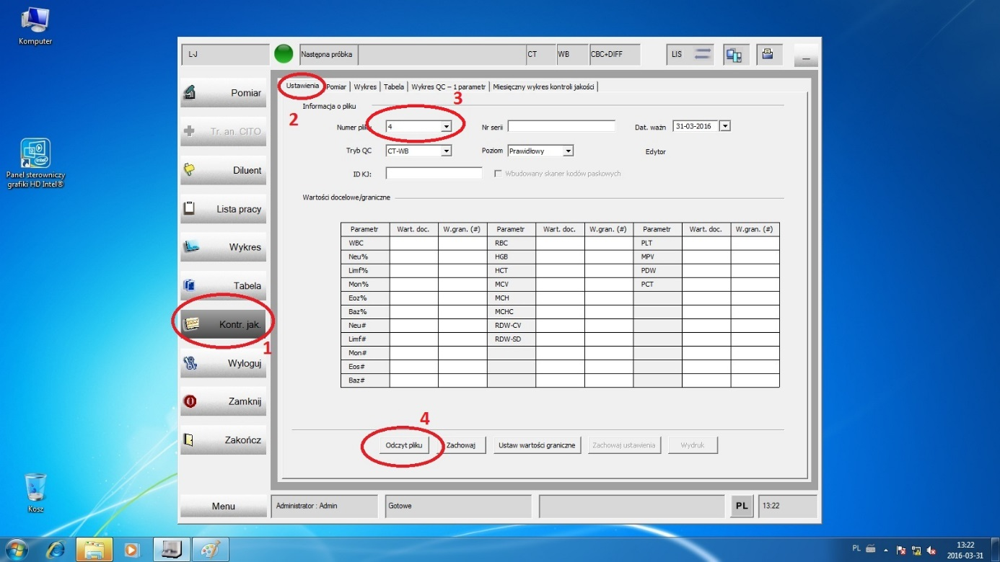 Komputer
Panel sterowniczy
grafiki HD Intel®
Kosz
L-J
Następna próbka
CT
WB
CBC+DIFF
LIS
Pomiar
Tr. an. CITO
Diluent
Lista pracy
Wykres
Tabela
Kontr. jak.
1
Wyloguj
Zamknij
Zakończ
Menu
Ustawienia Pomiar Wykres Tabela Wykres QC – 1 parametr Miesięczny wykres kontroli jakości
2
3
Informacja o pliku
Numer pliku 4 Nr serii Dat. ważn 31-03-2016
Tryb QC CT-WB Poziom Prawidłowy Edytor
ID KJ: Wbudowany skaner kodów paskowych
Wartości docelowe/graniczne
Parametr Wart. doc. W.gran. (#) Parametr Wart. doc. W.gran. (#) Parametr Wart. doc. W.gran. (#)
WBC RBC PLT
Neu% HGB MPV
Limf% HCT PDW
Mon% MCV PCT
Eoz% MCH
Baz% MCHC
Neu# RDW-CV
Limf# RDW-SD
Mon#
Eos#
Baz#
4
Odczyt pliku Zachowaj Ustaw wartości graniczne Zachowaj ustawienia Wydruk
Administrator : Admin Gotowe PL 13:22
PL 13:22
2016-03-31